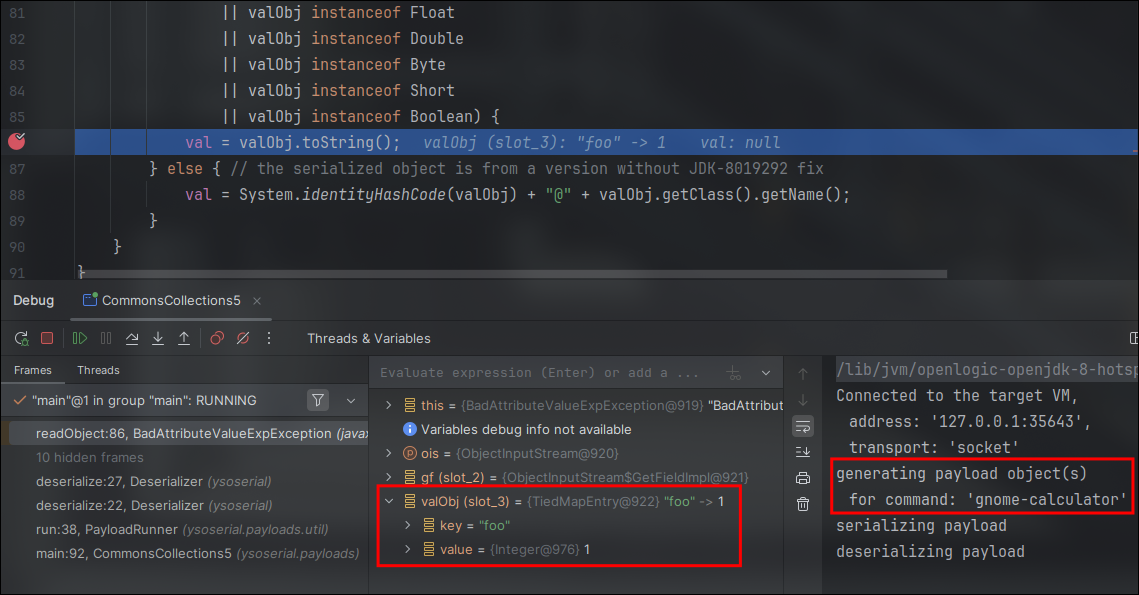 81 || valObj instanceof Float
82 || valObj instanceof Double
83 || valObj instanceof Byte
84 || valObj instanceof Short
85 || valObj instanceof Boolean) {
val = valObj.toString(); valObj (slot_3): "foo" -> 1 val: null
87 } else { // the serialized object is from a version without JDK-8019292 fix
88 val = System.identityHashCode(valObj) + "@" + valObj.getClass().getName();
89 }
90 }
91 }
Debug CommonsCollections5
Threads & Variables
Frames Threads
"main"@1 in group "main": RUNNING
readObject:86, BadAttributeValueExpException (javax
10 hidden frames
deserialize:27, Deserializer (ysoserial)
deserialize:22, Deserializer (ysoserial)
run:38, PayloadRunner (ysoserial.payloads.util)
main:92, CommonsCollections5 (ysoserial.payloads)
Evaluate expression (Enter) or add a ...
this = {BadAttributeValueExpException@919} "BadAttribut
Variables debug info not available
ois = {ObjectInputStream@920}
gf (slot_2) = {ObjectInputStream$GetFieldImpl@921}
valObj (slot_3) = {TiedMapEntry@922} "foo" -> 1
key = "foo"
value = {Integer@976} 1
/lib/jvm/openlogic-openjdk-8-hotsp
Connected to the target VM,
address: '127.0.0.1:35643',
transport: 'socket'
generating payload object(s)
for command: 'gnome-calculator'
serializing payload
deserializing payload